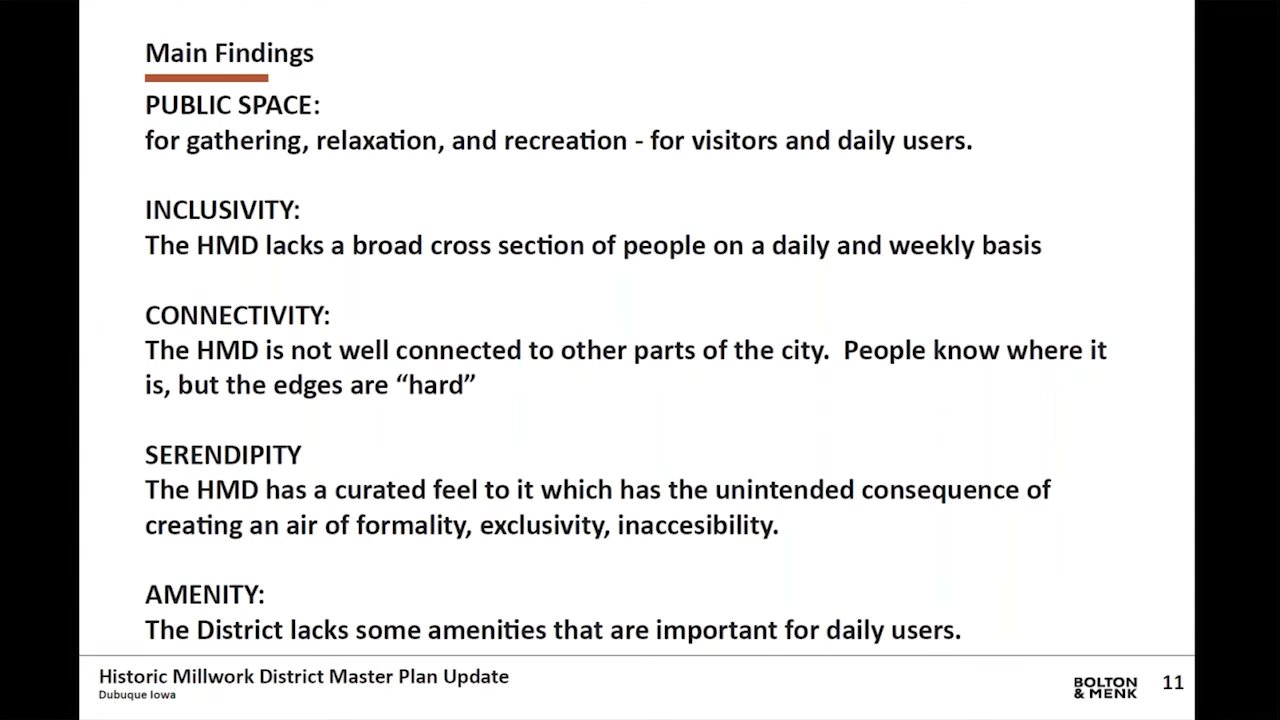 Main Findings
PUBLIC SPACE:
for gathering, relaxation, and recreation - for visitors and daily users.
INCLUSIVITY:
The HMD lacks a broad cross section of people on a daily and weekly basis
CONNECTIVITY:
The HMD is not well connected to other parts of the city.  People know where it
is, but the edges are “hard”
SERENDIPITY
The HMD has a curated feel to it which has the unintended consequence of
creating an air of formality, exclusivity, inaccesibility.
AMENITY:
The District lacks some amenities that are important for daily users.
Historic Millwork District Master Plan Update
Dubuque Iowa
BOLTON
& MENK
11